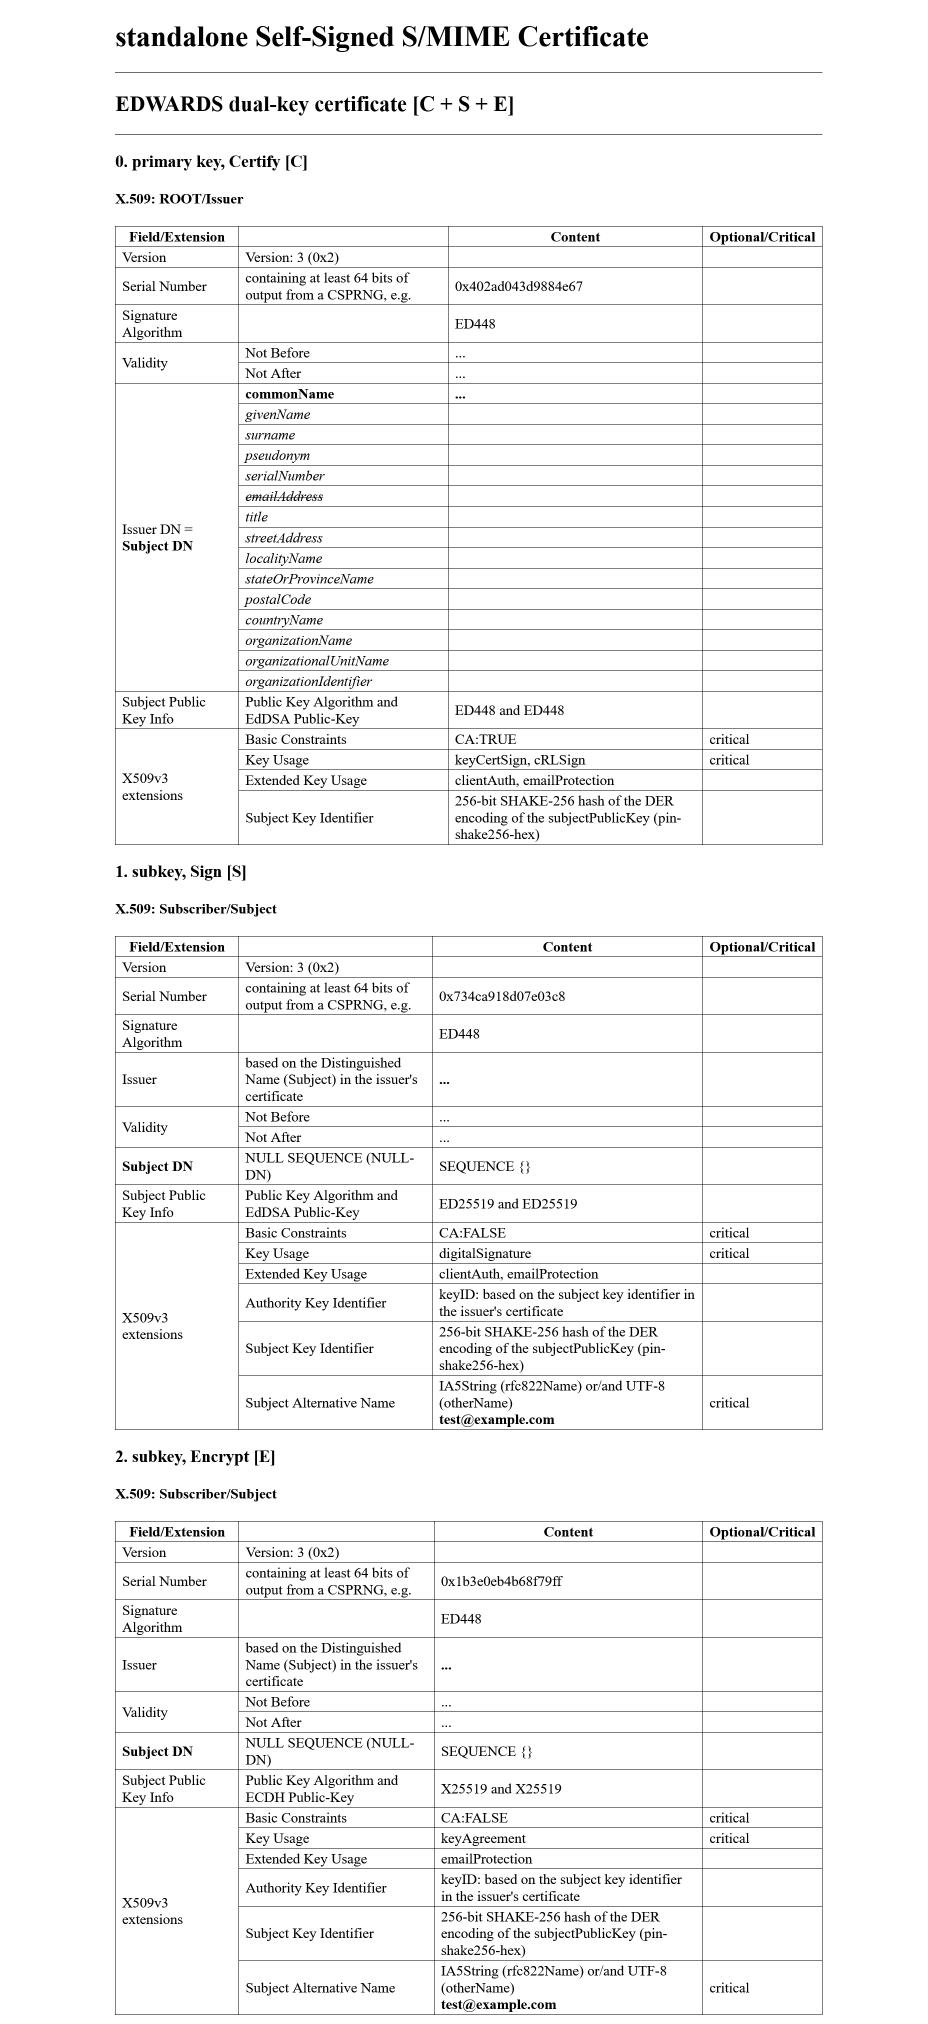 standalone Self-Signed S/MIME Certificate
EDWARDS dual-key certificate [C + S + E]
0. primary key, Certify [C]
X.509: ROOT/Issuer
Field/Extension Content Optional/Critical
Version Version: 3 (0x2)
Serial Number containing at least 64 bits of output from a CSPRNG, e.g. 0x402ad043d9884e67
Signature Algorithm ED448
Validity Not Before ...
Not After ...
Issuer DN = Subject DN commonName ...
givenName
surname
pseudonym
serialNumber
emailAddress
title
streetAddress
localityName
stateOrProvinceName
postalCode
countryName
organizationName
organizationalUnitName
organizationIdentifier
Subject Public Key Info Public Key Algorithm and EdDSA Public-Key ED448 and ED448
X509v3 extensions Basic Constraints CA:TRUE critical
Key Usage keyCertSign, cRLSign critical
Extended Key Usage clientAuth, emailProtection
Subject Key Identifier 256-bit SHAKE-256 hash of the DER encoding of the subjectPublicKey (pin-shake256-hex)
1. subkey, Sign [S]
X.509: Subscriber/Subject
Field/Extension Content Optional/Critical
Version Version: 3 (0x2)
Serial Number containing at least 64 bits of output from a CSPRNG, e.g. 0x734ca918d07e03c8
Signature Algorithm ED448
Issuer based on the Distinguished Name (Subject) in the issuer's certificate ...
Validity Not Before ...
Not After ...
Subject DN NULL SEQUENCE (NULL-DN) SEQUENCE {}
Subject Public Key Info Public Key Algorithm and EdDSA Public-Key ED25519 and ED25519
X509v3 extensions Basic Constraints CA:FALSE critical
Key Usage digitalSignature critical
Extended Key Usage clientAuth, emailProtection
Authority Key Identifier keyID: based on the subject key identifier in the issuer's certificate
Subject Key Identifier 256-bit SHAKE-256 hash of the DER encoding of the subjectPublicKey (pin-shake256-hex)
Subject Alternative Name IA5String (rfc822Name) or/and UTF-8 (otherName) test@example.com critical
2. subkey, Encrypt [E]
X.509: Subscriber/Subject
Field/Extension Content Optional/Critical
Version Version: 3 (0x2)
Serial Number containing at least 64 bits of output from a CSPRNG, e.g. 0x1b3e0eb4b68f79ff
Signature Algorithm ED448
Issuer based on the Distinguished Name (Subject) in the issuer's certificate ...
Validity Not Before ...
Not After ...
Subject DN NULL SEQUENCE (NULL-DN) SEQUENCE {}
Subject Public Key Info Public Key Algorithm and ECDH Public-Key X25519 and X25519
X509v3 extensions Basic Constraints CA:FALSE critical
Key Usage keyAgreement critical
Extended Key Usage emailProtection
Authority Key Identifier keyID: based on the subject key identifier in the issuer's certificate
Subject Key Identifier 256-bit SHAKE-256 hash of the DER encoding of the subjectPublicKey (pin-shake256-hex)
Subject Alternative Name IA5String (rfc822Name) or/and UTF-8 (otherName) test@example.com critical